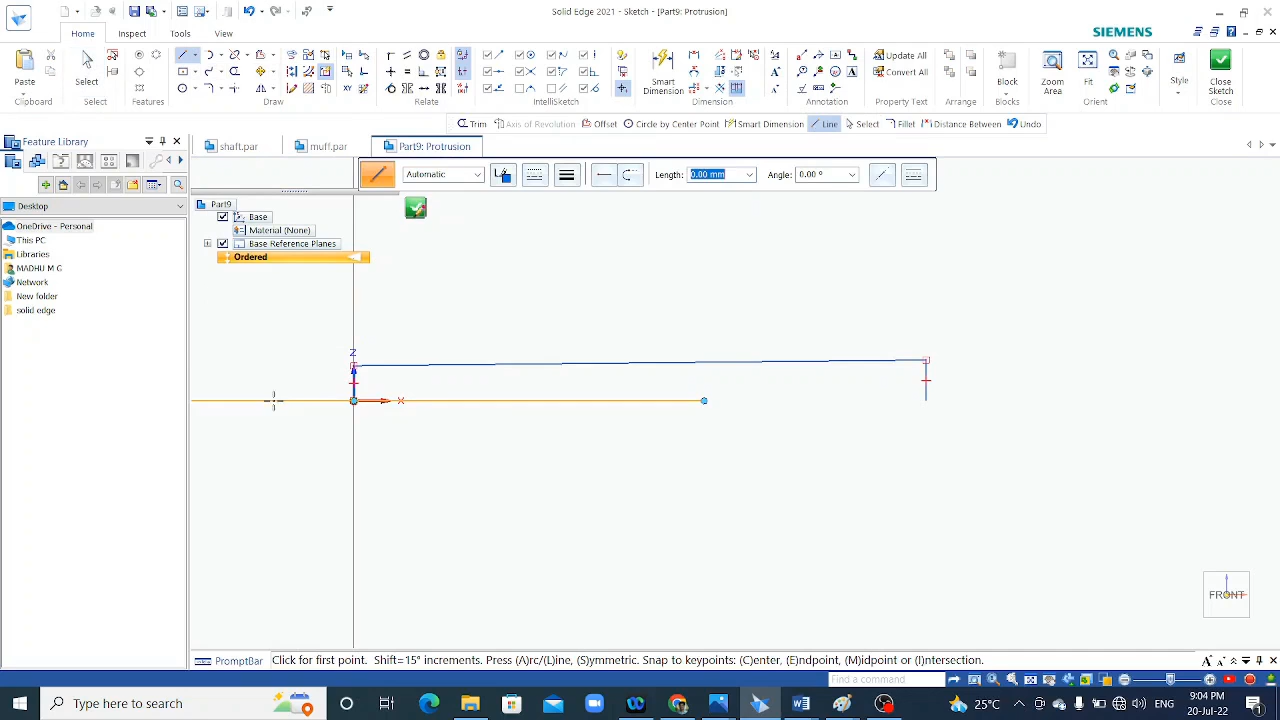 Solid Edge 2021 - Sketch - [Part9: Protrusion]
Home
Inspect
Tools
View
SIEMENS
Paste
Clipboard
Select
Select
Features
Draw
Relate
IntelliSketch
Smart
Dimension
Dimension
A
A
Annotation
Update All
Convert All
Property Text
Arrange
Block
Blocks
Zoom
Area
Fit
Orient
Style
Close
Sketch
Close
Trim
Axis of Revolution
Offset
Circle by Center Point
Smart Dimension
Line
Select
Fillet
Distance Between
Undo
Feature Library
shaft.par
muff.par
Part9: Protrusion
Automatic
Length:
0.00 mm
Angle:
0.00 °
Desktop
OneDrive - Personal
This PC
Libraries
MADHU M G
Network
New folder
solid edge
Part9
Base
Material (None)
Base Reference Planes
Ordered
Z
X
FRONT
PromptBar
Click for first point. Shift=15° increments. Press (A)rc/(L)ine, (S)ymmetric. Snap to keypoints: (C)enter, (E)ndpoint, (M)idpoint or (I)ntersection.
Find a command
Type here to search
25°C
09:04 PM
20-Jul-22